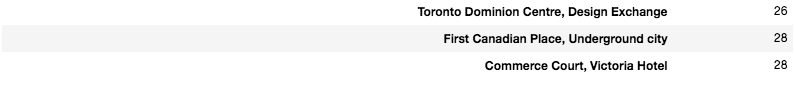 Toronto Dominion Centre, Design Exchange 26
First Canadian Place, Underground city 28
Commerce Court, Victoria Hotel 28